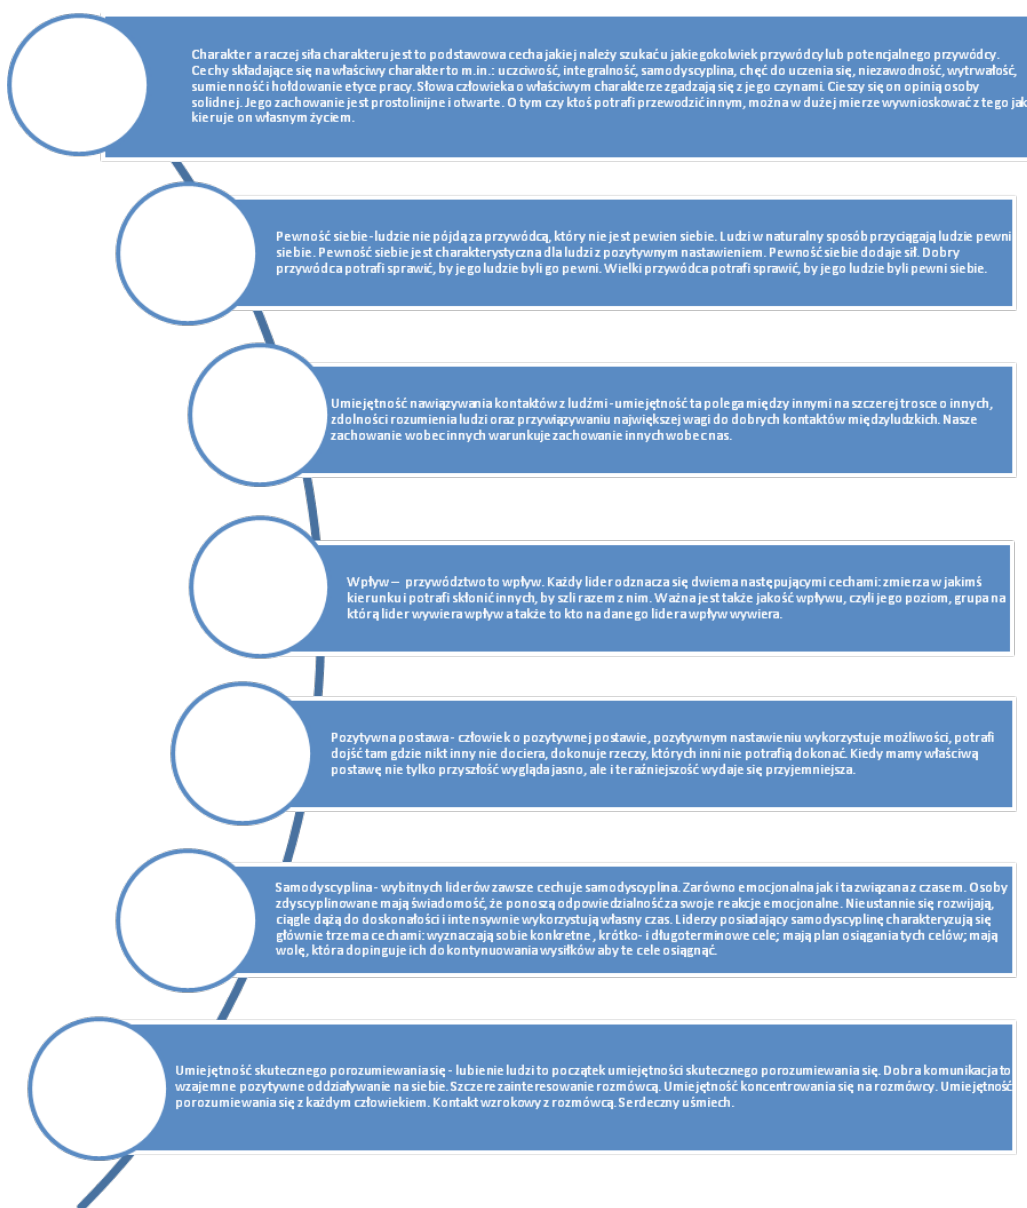 Charakter a raczej siła charakteru jest to podstawowa cecha jakiej należy szukać u jakiegokolwiek przywódcy lub potencjalnego przywódcy.
Cechy składające się na właściwy charakter to m.in.: uczciwość, integralność, samodyscyplina, chęć do uczenia się, niezawodność, wytrwałość,
sumienność i hołdowanie etyce pracy. Słowa człowieka o właściwym charakterze zgadzają się z jego czynami. Cieszy się on opinią osoby
solidnej. Jego zachowanie jest prostolinijne i otwarte. O tym czy ktoś potrafi przewodzić innym, można w dużej mierze wywnioskować z tego jak
kieruje on własnym życiem.
Pewność siebie - ludzie nie pójdą za przywódcą, który nie jest pewien siebie. Ludzi w naturalny sposób przyciągają ludzie pewni
siebie. Pewność siebie jest charakterystyczna dla ludzi z pozytywnym nastawieniem. Pewność siebie dodaje sił. Dobry
przywódca potrafi sprawić, by jego ludzie byli go pewni. Wielki przywódca potrafi sprawić, by jego ludzie byli pewni siebie.
Umiejętność nawiązywania kontaktów z ludźmi - umiejętność ta polega między innymi na szczerej trosce o innych,
zdolności rozumienia ludzi oraz przywiązywaniu największej wagi do dobrych kontaktów międzyludzkich. Nasze
zachowanie wobec innych warunkuje zachowanie innych wobec nas.
Wpływ – przywództwo to wpływ. Każdy lider odznacza się dwiema następującymi cechami: zmierza w jakimś
kierunku i potrafi skłonić innych, by szli razem z nim. Ważna jest także jakość wpływu, czyli jego poziom, grupa na
którą lider wywiera wpływ a także to kto na danego lidera wpływ wywiera.
Pozytywna postawa - człowiek o pozytywnej postawie, pozytywnym nastawieniu wykorzystuje możliwości, potrafi
dojść tam gdzie nikt inny nie dociera, dokonuje rzeczy, których inni nie potrafią dokonać. Kiedy mamy właściwą
postawę nie tylko przyszłość wygląda jasno, ale i teraźniejszość wydaje się przyjemniejsza.
Samodyscyplina - wybitnych liderów zawsze cechuje samodyscyplina. Zarówno emocjonalna jak i ta związana z czasem. Osoby
zdyscyplinowane mają świadomość, że ponoszą odpowiedzialność za swoje reakcje emocjonalne. Nieustannie się rozwijają,
ciągle dążą do doskonałości i intensywnie wykorzystują własny czas. Liderzy posiadający samodyscyplinę charakteryzują się
głównie trzema cechami: wyznaczają sobie konkretne , krótko- i długoterminowe cele; mają plan osiągania tych celów; mają
wolę, która dopinguje ich do kontynuowania wysiłków aby te cele osiągnąć.
Umiejętność skutecznego porozumiewania się - lubienie ludzi to początek umiejętności skutecznego porozumiewania się. Dobra komunikacja to
wzajemne pozytywne oddziaływanie na siebie. Szczere zainteresowanie rozmówcą. Umiejętność koncentrowania się na rozmówcy. Umiejętność
porozumiewania się z każdym człowiekiem. Kontakt wzrokowy z rozmówcą. Serdeczny uśmiech.